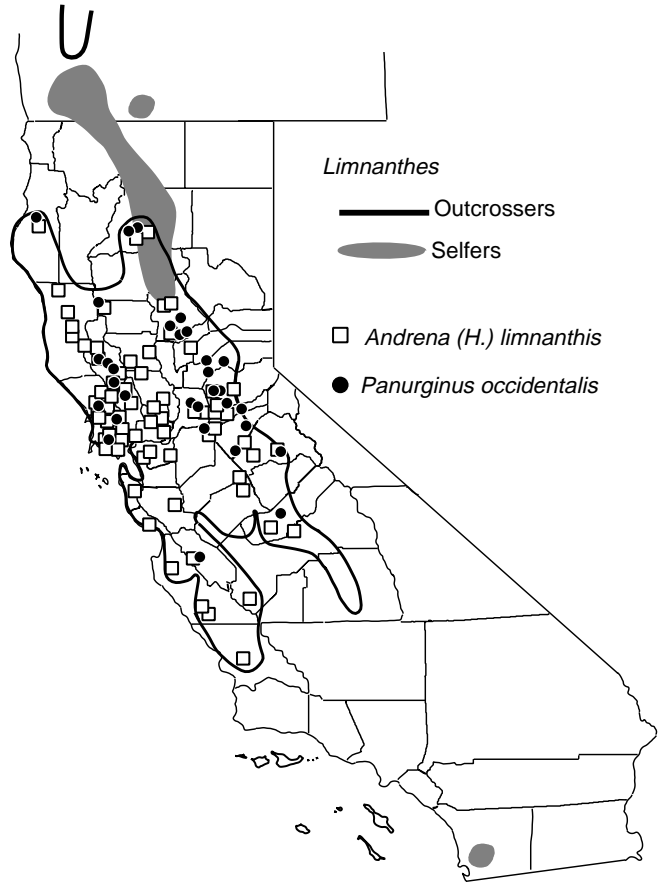 Limnanthes
Outcrossers
Selfers
Andrena (H.) limnanthis
Panurginus occidentalis